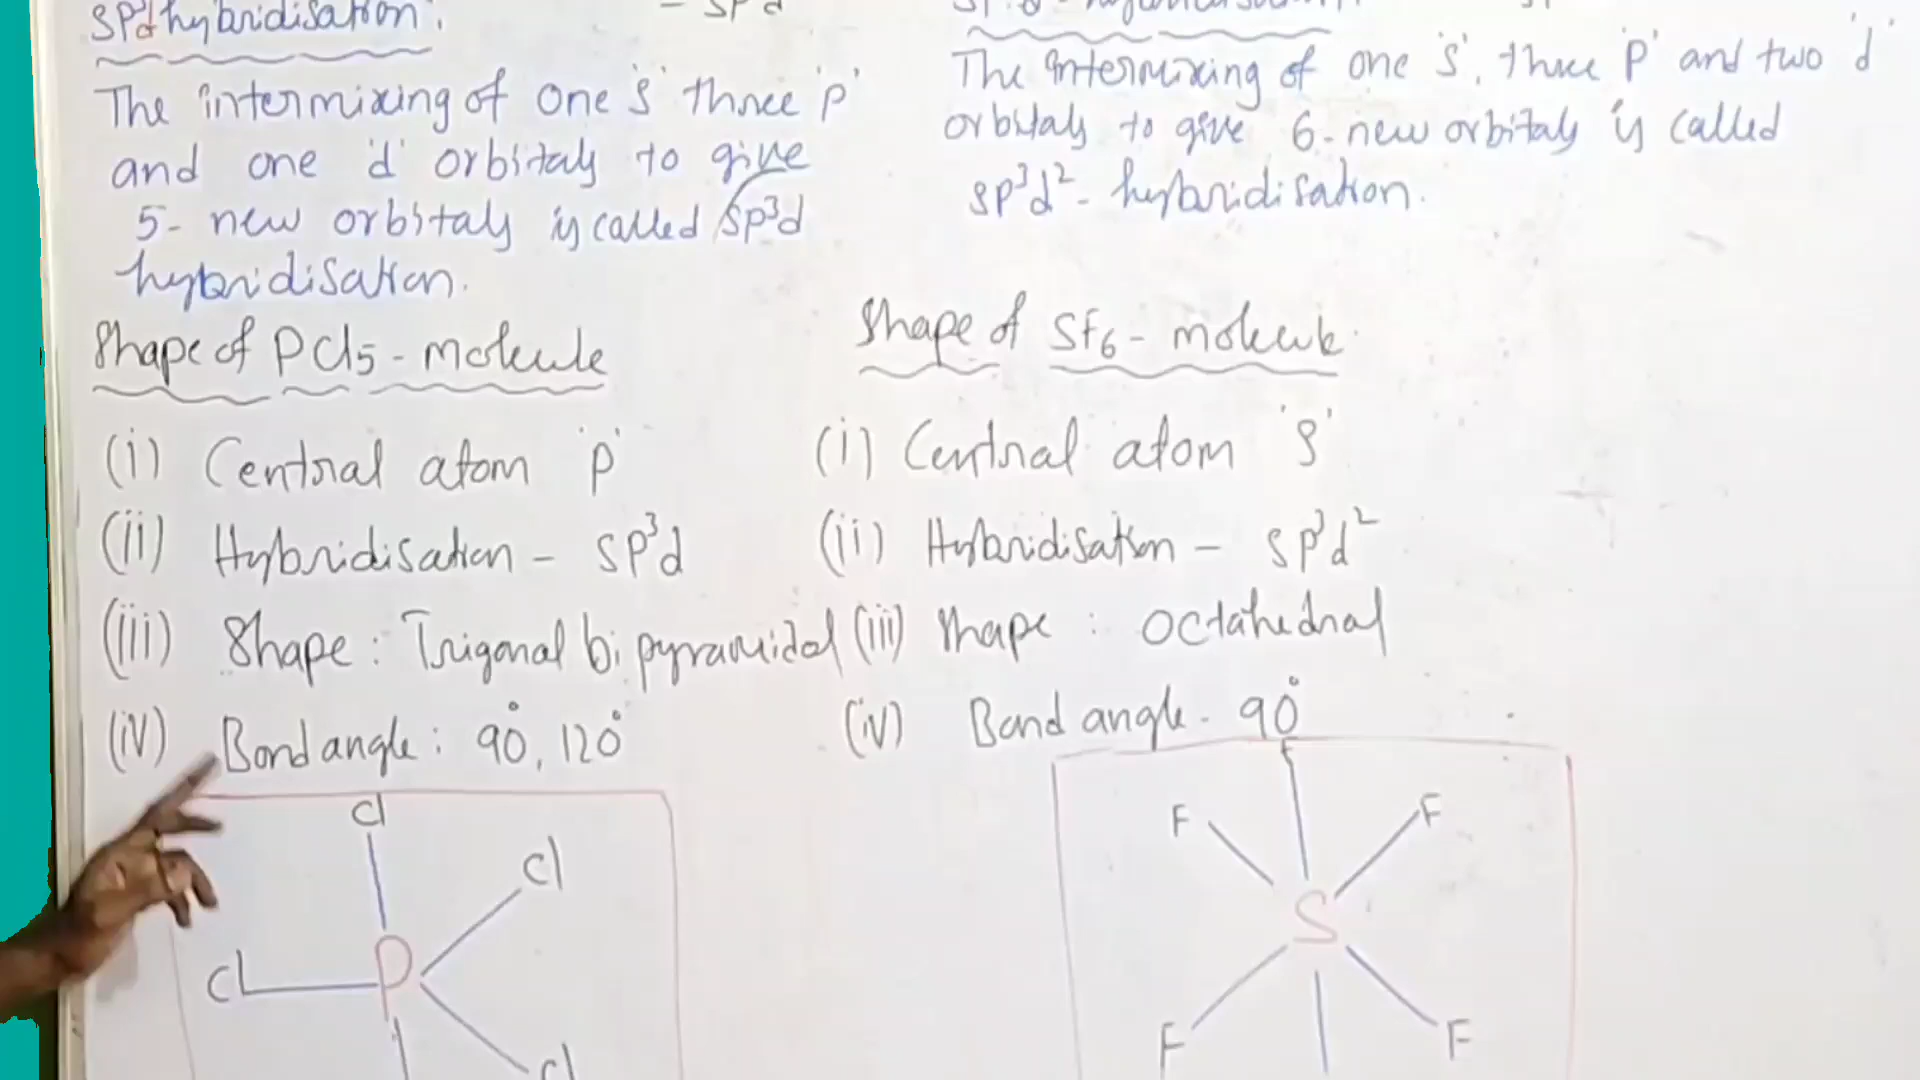 sp³d hybridisation.
The intermixing of one 's' three 'p'
and one 'd' orbitals to give
5- new orbitals is called sp³d
hybridisation.
Shape of PCl5 - molecule
(i) Central atom 'P'
(ii) Hybridisation - sp³d
(iii) Shape : Trigonal bi pyramidal
(iv) Bond angle : 90°, 120°
Cl
Cl
Cl
P
Cl
The intermixing of one 's', three 'p' and two 'd'
orbitals to give 6-new orbitals is called
sp³d² - hybridisation.
Shape of SF6 - molecule
(i) Central atom 'S'
(ii) Hybridisation - sp³d²
(iii) Shape : Octahedral
(iv) Bond angle - 90°
F
F
F
S
F
F